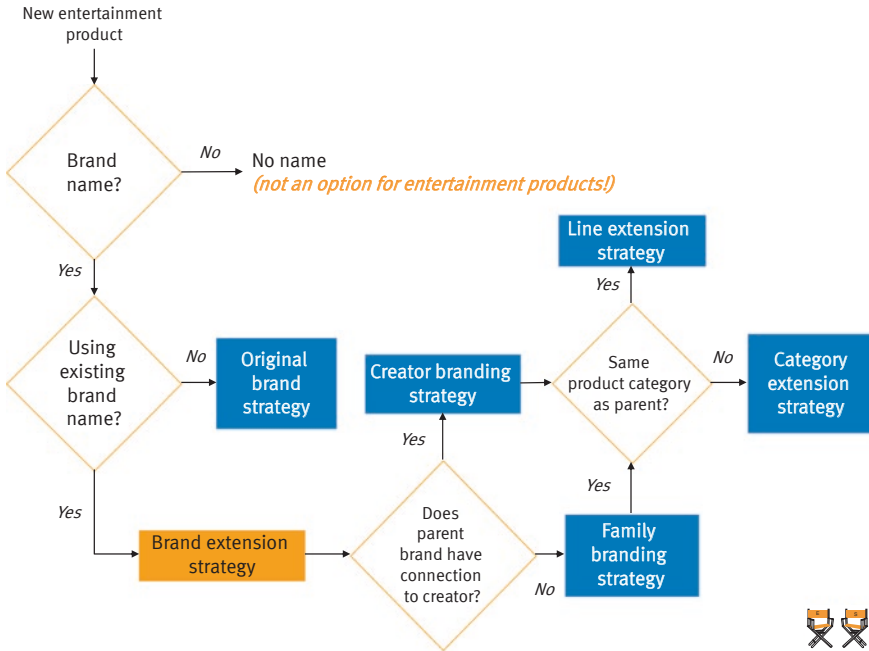 New entertainment
product
Brand
name?
No
No name
(not an option for entertainment products!)
Yes
Using
existing
brand
name?
No
Original
brand
strategy
Yes
Brand extension
strategy
Does
parent
brand have
connection
to creator?
Yes
Creator branding
strategy
No
Family
branding
strategy
Yes
Same
product category
as parent?
Yes
Line extension
strategy
No
Category
extension
strategy
E
S